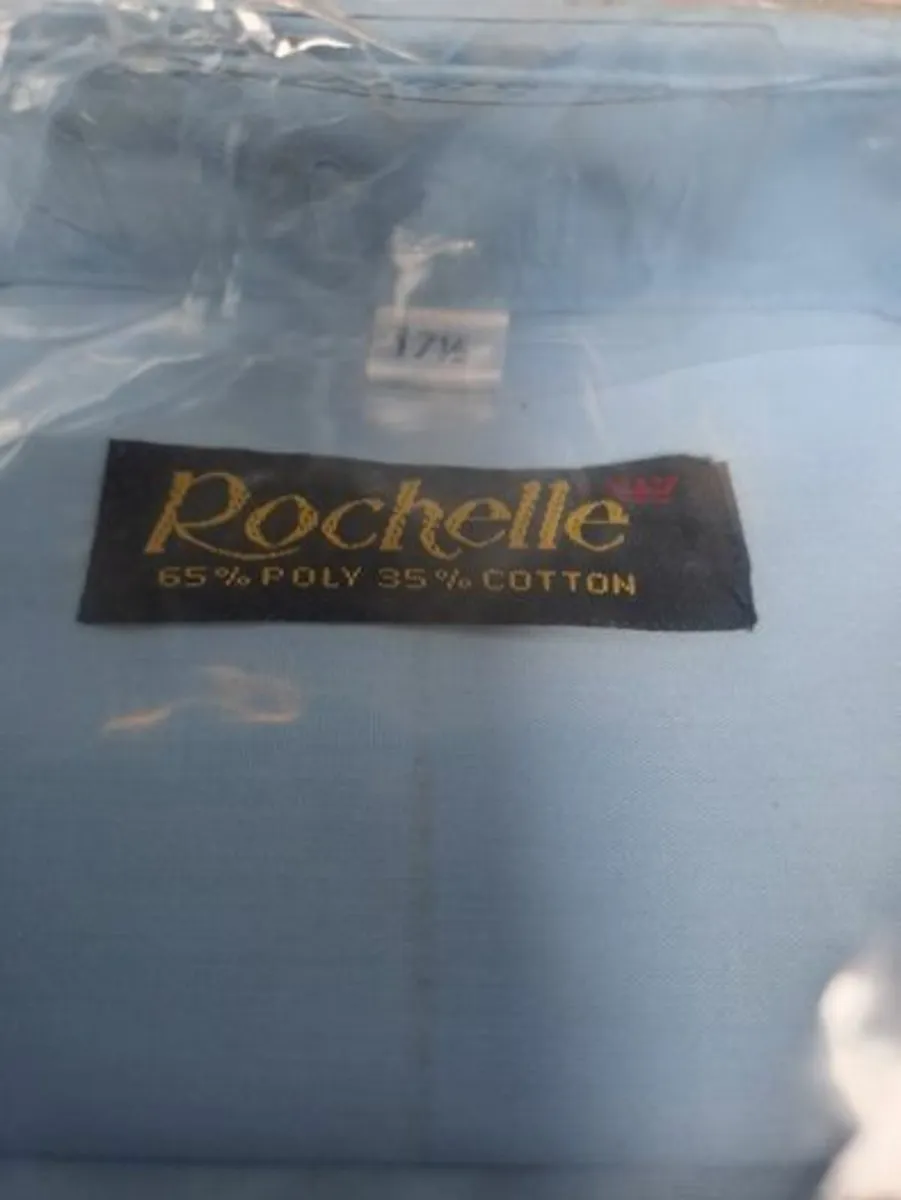 17½
Rochelle
65% POLY 35% COTTON